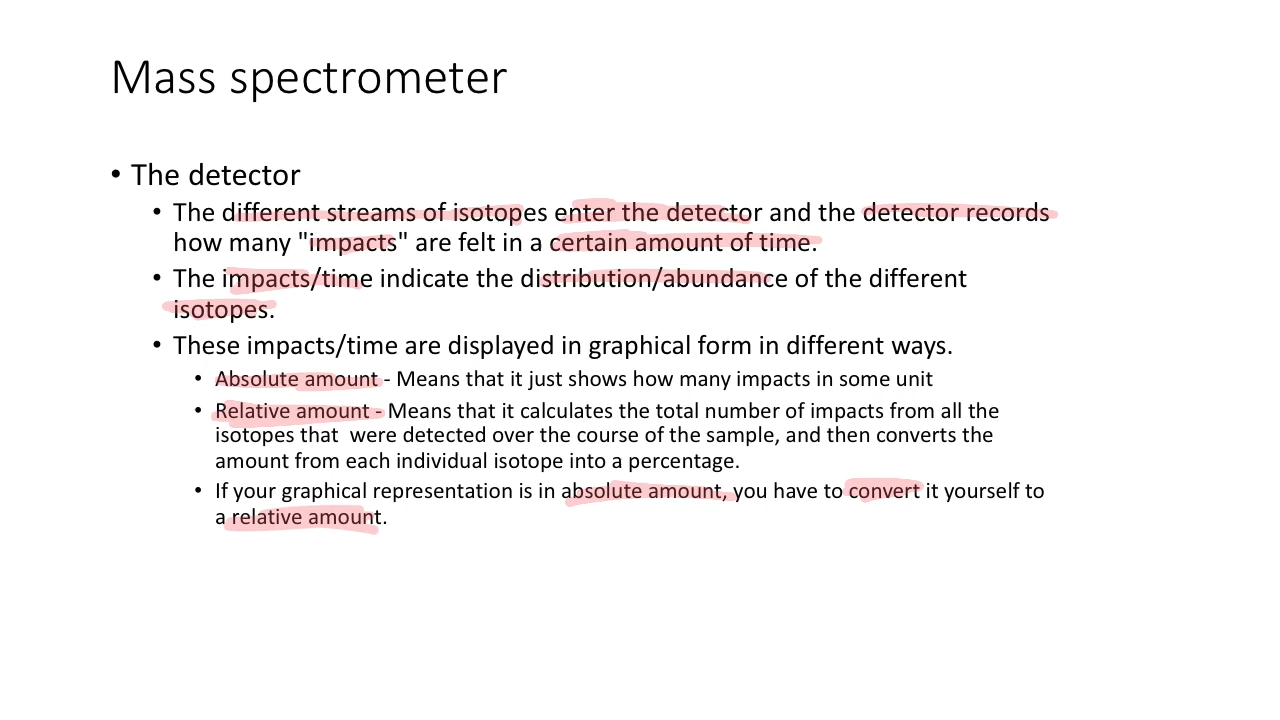 Mass spectrometer
• The detector
• The different streams of isotopes enter the detector and the detector records
how many "impacts" are felt in a certain amount of time.
• The impacts/time indicate the distribution/abundance of the different
isotopes.
• These impacts/time are displayed in graphical form in different ways.
• Absolute amount - Means that it just shows how many impacts in some unit
• Relative amount - Means that it calculates the total number of impacts from all the
isotopes that  were detected over the course of the sample, and then converts the
amount from each individual isotope into a percentage.
• If your graphical representation is in absolute amount, you have to convert it yourself to
a relative amount.